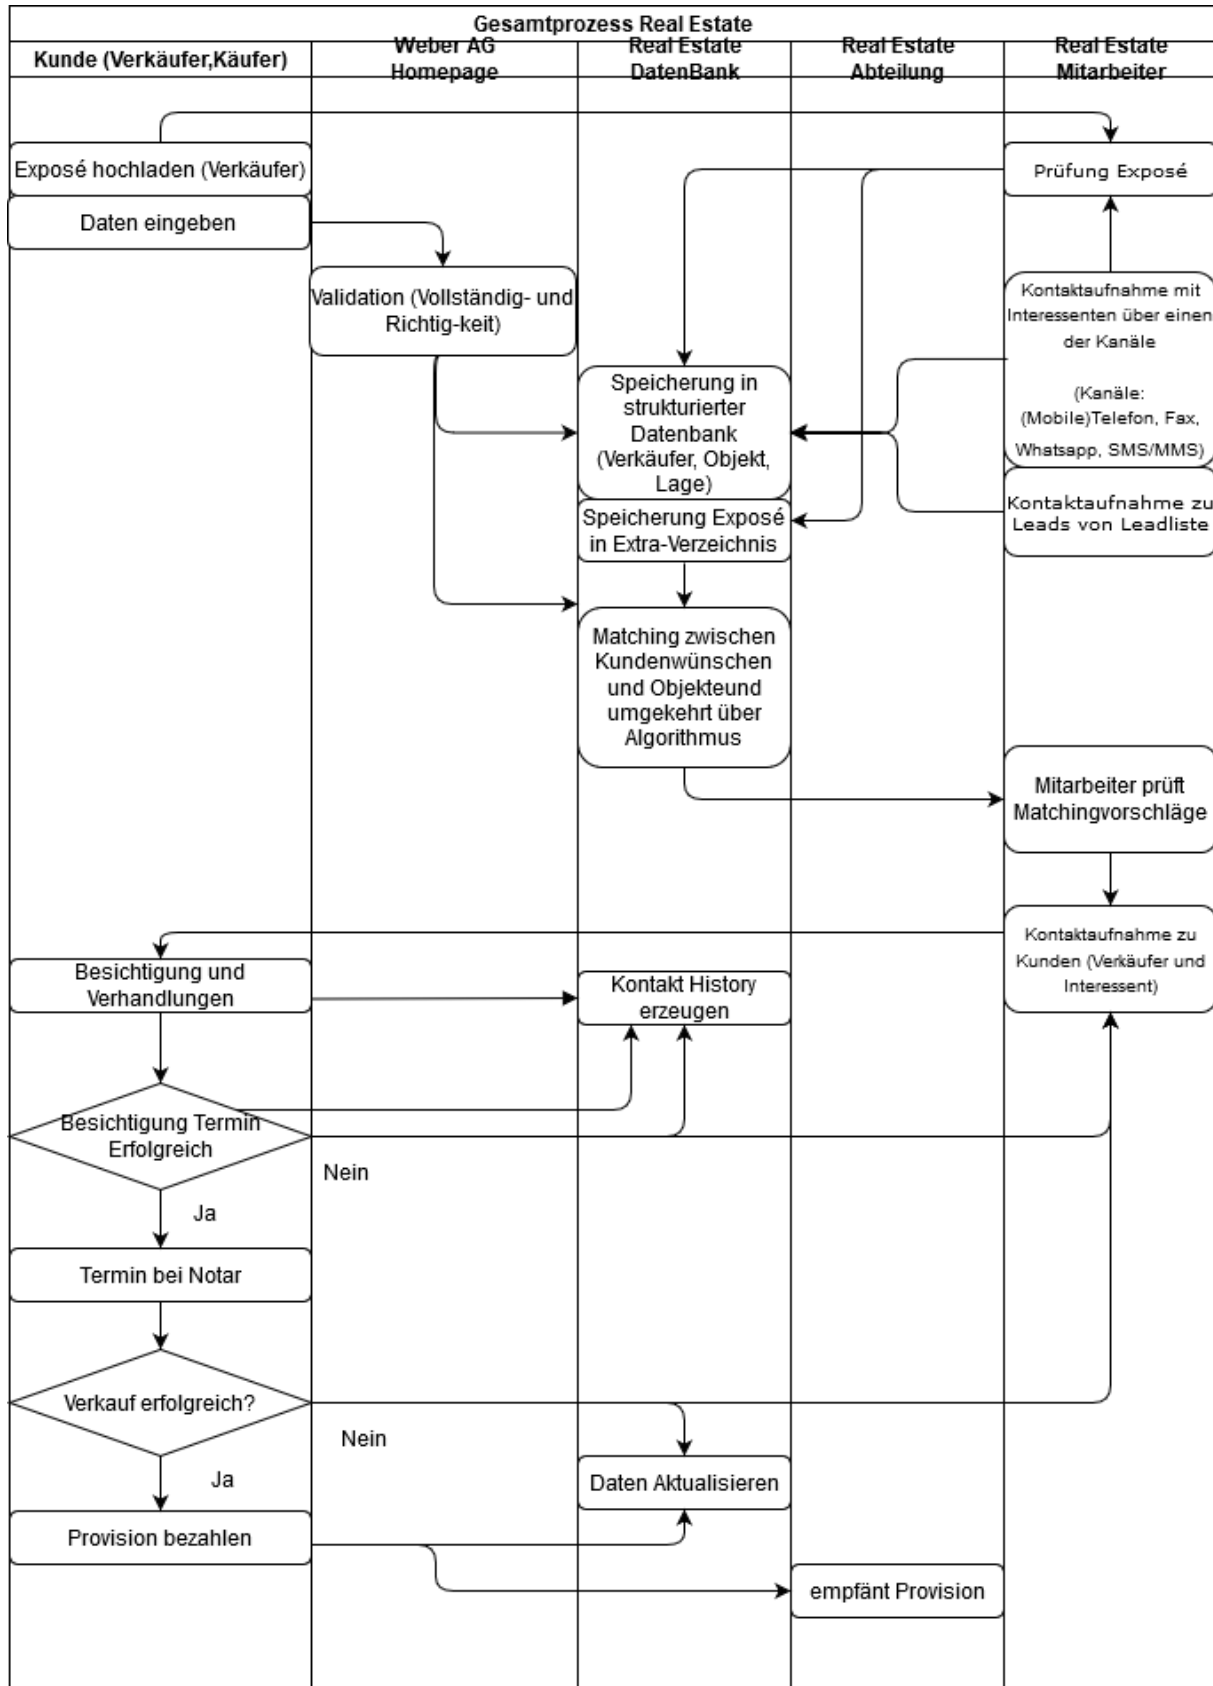 Gesamtprozess Real Estate
Kunde (Verkäufer,Käufer)
Weber AG
Homepage
Real Estate
DatenBank
Real Estate
Abteilung
Real Estate
Mitarbeiter
Exposé hochladen (Verkäufer)
Prüfung Exposé
Daten eingeben
Validation (Vollständig- und
Richtig-keit)
Kontaktaufnahme mit
Interessenten über einen
der Kanäle
(Kanäle:
(Mobile)Telefon, Fax,
Whatsapp, SMS/MMS)
Speicherung in
strukturierter
Datenbank
(Verkäufer, Objekt,
Lage)
Kontaktaufnahme zu
Leads von Leadliste
Speicherung Exposé
in Extra-Verzeichnis
Matching zwischen
Kundenwünschen
und Objekteund
umgekehrt über
Algorithmus
Mitarbeiter prüft
Matchingvorschläge
Kontaktaufnahme zu
Kunden (Verkäufer und
Interessent)
Besichtigung und
Verhandlungen
Kontakt History
erzeugen
Besichtigung Termin
Erfolgreich
Nein
Ja
Termin bei Notar
Verkauf erfolgreich?
Nein
Ja
Daten Aktualisieren
Provision bezahlen
empfänt Provision